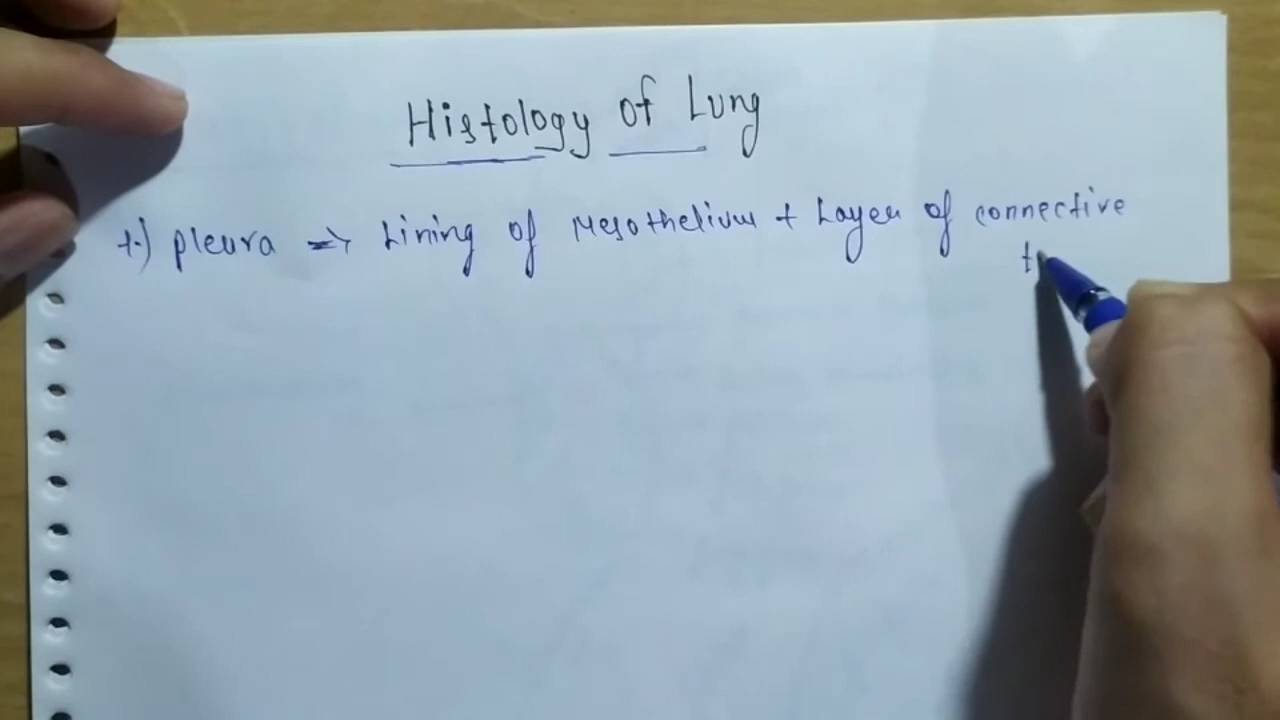 Histology of Lung
1.) pleura => Lining of Mesothelium + Layer of connective
t